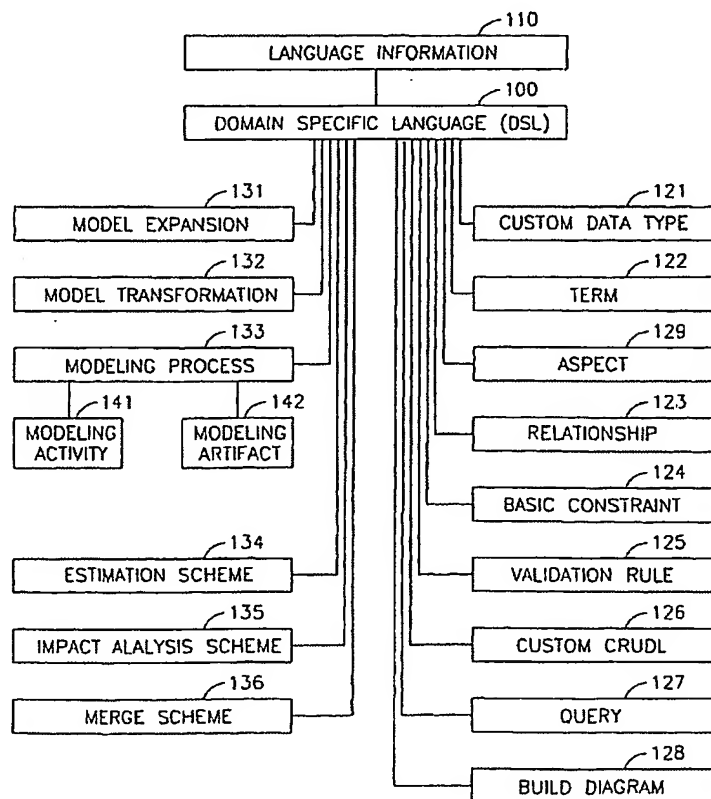 110
LANGUAGE INFORMATION
100
DOMAIN SPECIFIC LANGUAGE (DSL)
131
MODEL EXPANSION
132
MODEL TRANSFORMATION
133
MODELING PROCESS
141
MODELING
ACTIVITY
142
MODELING
ARTIFACT
134
ESTIMATION SCHEME
135
IMPACT ALALYSIS SCHEME
136
MERGE SCHEME
121
CUSTOM DATA TYPE
122
TERM
129
ASPECT
123
RELATIONSHIP
124
BASIC CONSTRAINT
125
VALIDATION RULE
126
CUSTOM CRUDL
127
QUERY
128
BUILD DIAGRAM